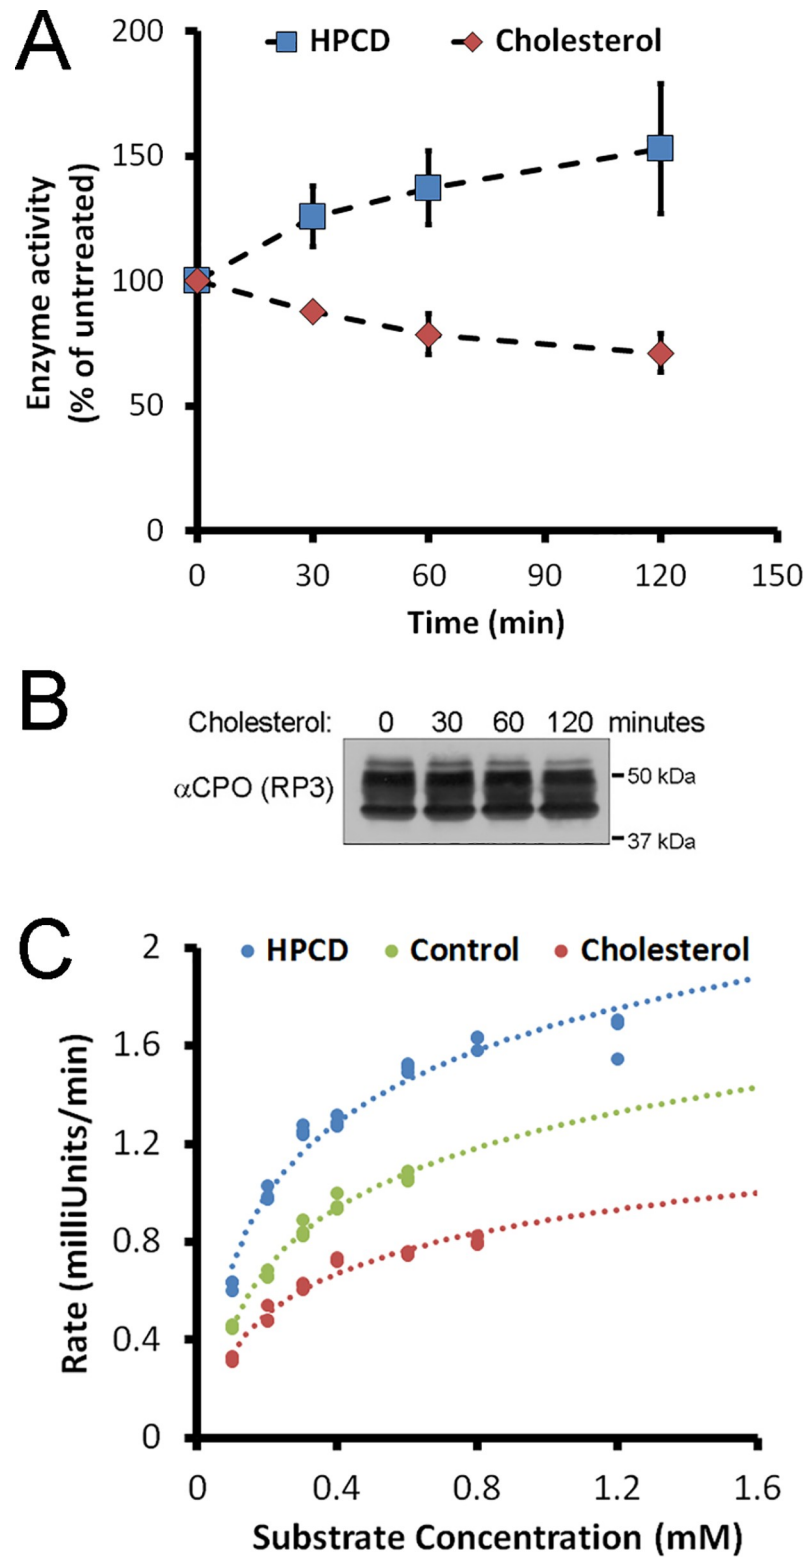 A
HPCD Cholesterol
200
150
100
50
0
Enzyme activity
(% of untrreated)
0 30 60 90 120 150
Time (min)
B
Cholesterol: 0 30 60 120 minutes
αCPO (RP3)
50 kDa
37 kDa
C
HPCD Control Cholesterol
2
1.6
1.2
0.8
0.4
0
Rate (milliUnits/min)
0 0.4 0.8 1.2 1.6
Substrate Concentration (mM)